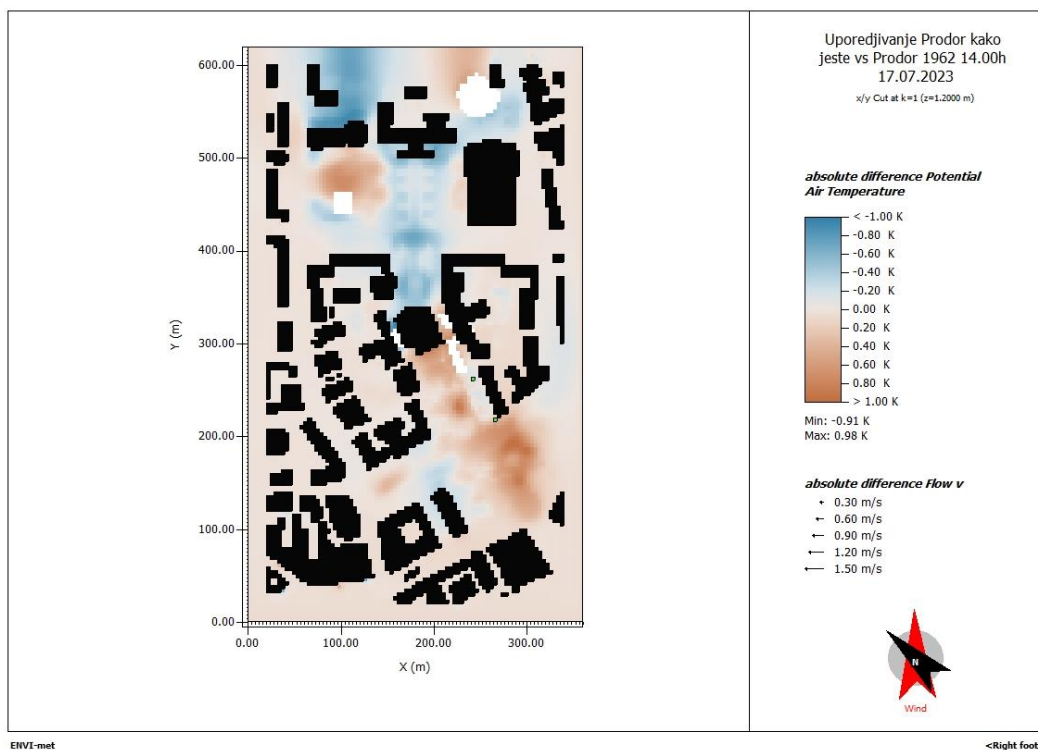 Uporedjivanje Prodor kako
jeste vs Prodor 1962 14.00h
17.07.2023
x/y Cut at k=1 (z=1.2000 m)
absolute difference Potential
Air Temperature
< -1.00 K
-0.80 K
-0.60 K
-0.40 K
-0.20 K
0.00 K
0.20 K
0.40 K
0.60 K
0.80 K
> 1.00 K
Min: -0.91 K
Max: 0.98 K
absolute difference Flow v
0.30 m/s
0.60 m/s
0.90 m/s
1.20 m/s
1.50 m/s
N
Wind
600.00
500.00
400.00
300.00
200.00
100.00
0.00
Y (m)
0.00 100.00 200.00 300.00
X (m)
ENVI-met
<Right foot